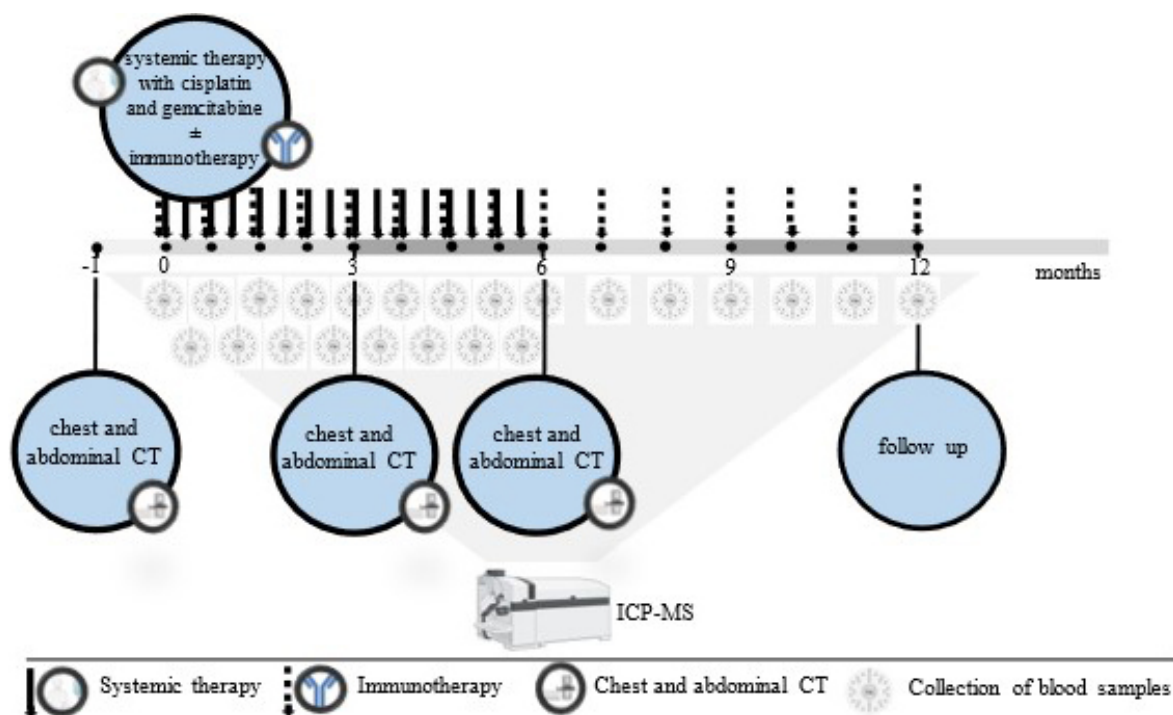 systemic therapy
with cisplatin
and gemcitabine
±
immunotherapy
-1 0 3 6 9 12 months
chest and
abdominal CT
chest and
abdominal CT
chest and
abdominal CT
follow up
ICP-MS
Systemic therapy Immunotherapy Chest and abdominal CT Collection of blood samples